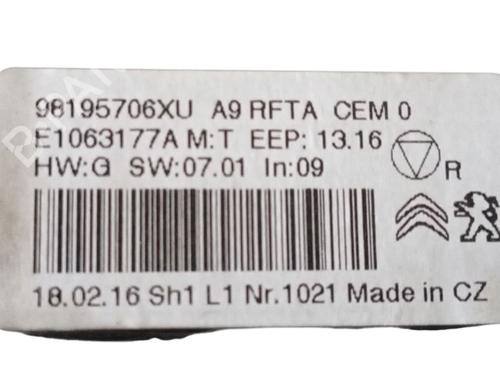 98195706XU A9 RFTA CEM 0
E1063177A M:T EEP: 13.16
HW:G SW:07.01 In:09
R
18.02.16 Sh1 L1 Nr.1021 Made in CZ